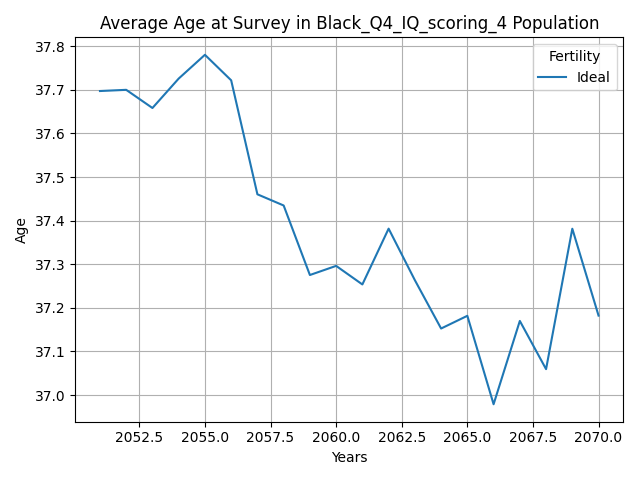 Average Age at Survey in Black_Q4_IQ_scoring_4 Population
Fertility
Ideal
37.8
37.7
37.6
37.5
37.4
37.3
37.2
37.1
37.0
Age
2052.5 2055.0 2057.5 2060.0 2062.5 2065.0 2067.5 2070.0
Years